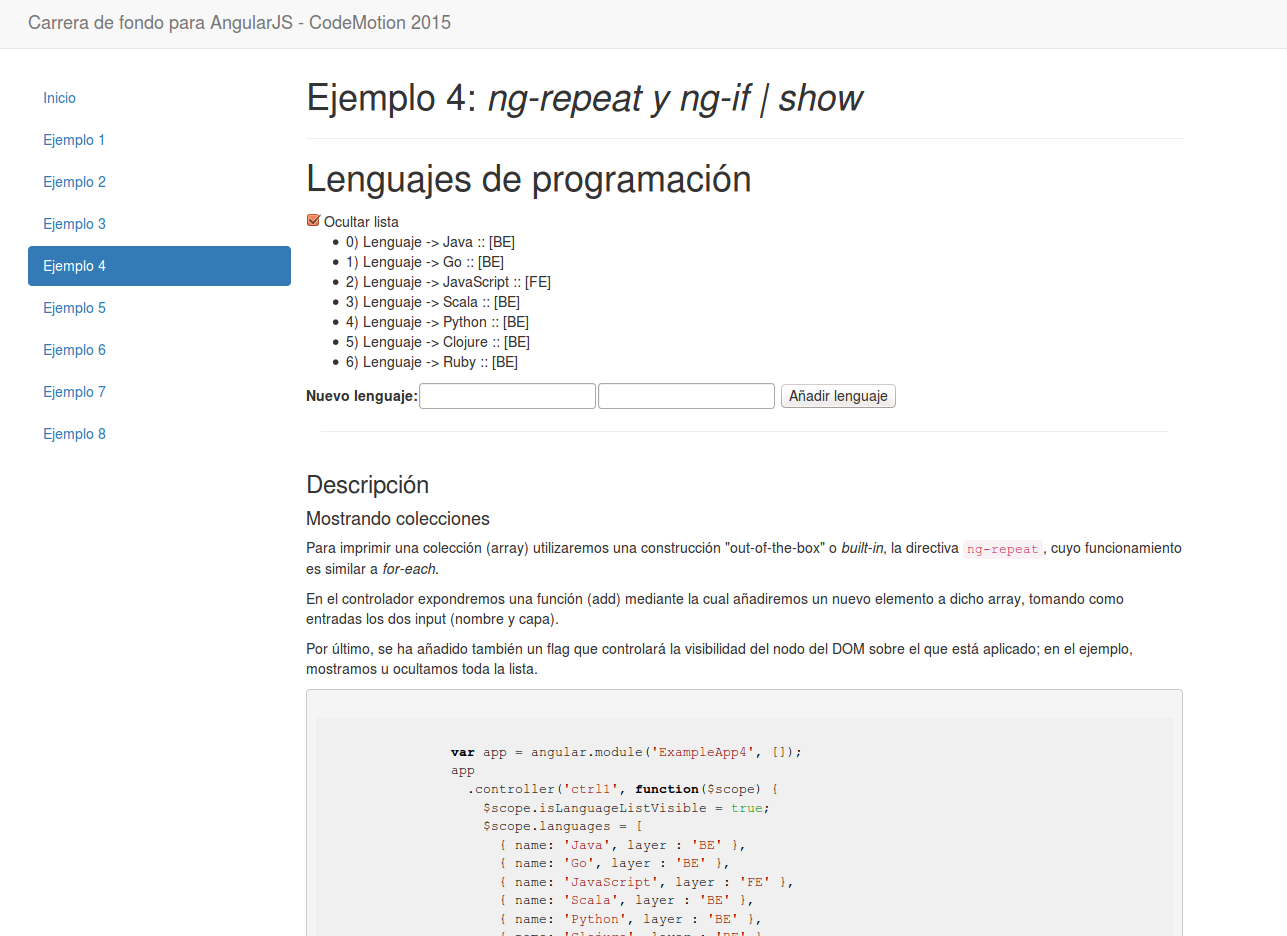 Carrera de fondo para AngularJS - CodeMotion 2015
Inicio
Ejemplo 1
Ejemplo 2
Ejemplo 3
Ejemplo 4
Ejemplo 5
Ejemplo 6
Ejemplo 7
Ejemplo 8
Ejemplo 4: ng-repeat y ng-if | show
Lenguajes de programación
Ocultar lista
0) Lenguaje -> Java :: [BE]
1) Lenguaje -> Go :: [BE]
2) Lenguaje -> JavaScript :: [FE]
3) Lenguaje -> Scala :: [BE]
4) Lenguaje -> Python :: [BE]
5) Lenguaje -> Clojure :: [BE]
6) Lenguaje -> Ruby :: [BE]
Nuevo lenguaje: Añadir lenguaje
Descripción
Mostrando colecciones
Para imprimir una colección (array) utilizaremos una construcción "out-of-the-box" o built-in, la directiva ng-repeat, cuyo funcionamiento
es similar a for-each.
En el controlador expondremos una función (add) mediante la cual añadiremos un nuevo elemento a dicho array, tomando como
entradas los dos input (nombre y capa).
Por último, se ha añadido también un flag que controlará la visibilidad del nodo del DOM sobre el que está aplicado; en el ejemplo,
mostramos u ocultamos toda la lista.
var app = angular.module('ExampleApp4', []);
app
.controller('ctrl1', function($scope) {
$scope.isLanguageListVisible = true;
$scope.languages = [
{ name: 'Java', layer : 'BE' },
{ name: 'Go', layer : 'BE' },
{ name: 'JavaScript', layer : 'FE' },
{ name: 'Scala', layer : 'BE' },
{ name: 'Python', layer : 'BE' },
{ name: 'Clojure', layer : 'BE' },